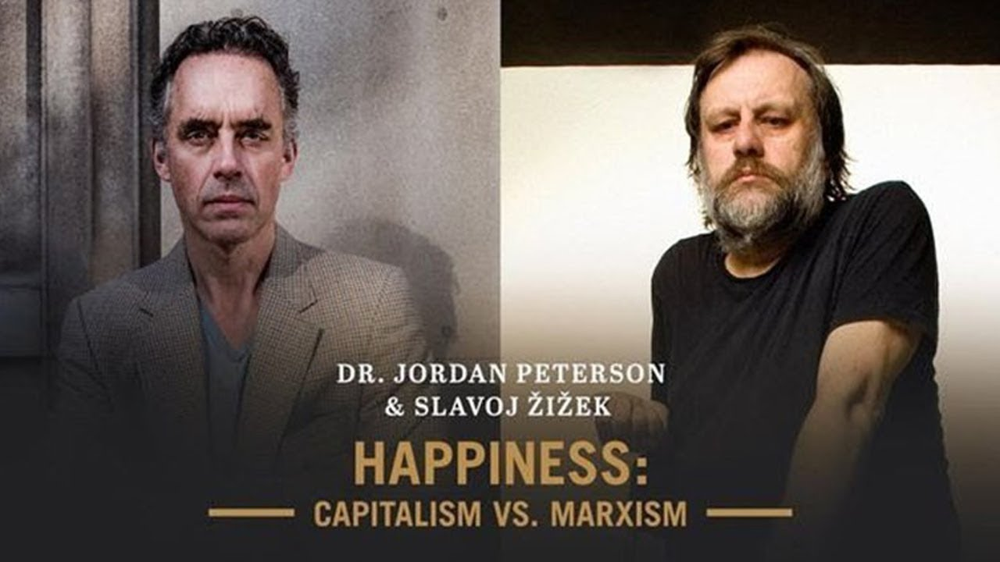 DR. JORDAN PETERSON
& SLAVOJ ŽIŽEK
HAPPINESS:
CAPITALISM VS. MARXISM